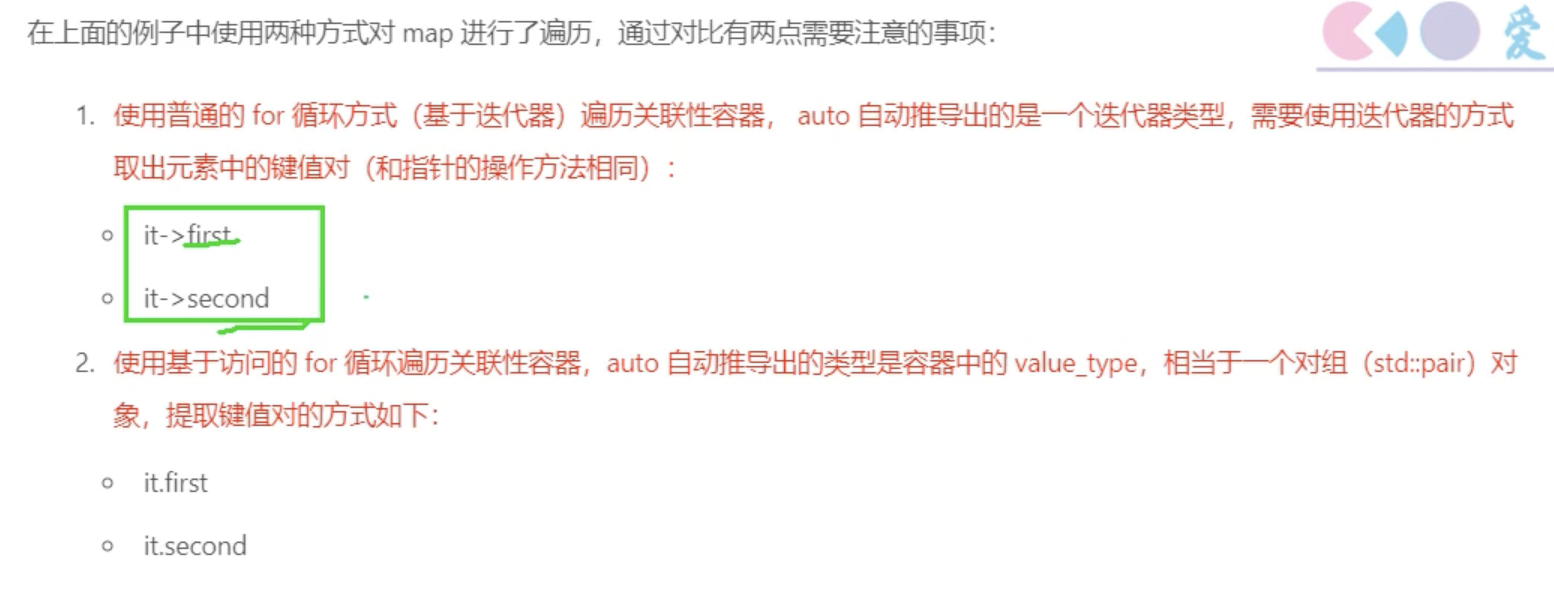 在上面的例子中使用两种方式对 map 进行了遍历，通过对比有两点需要注意的事项：
爱
1. 使用普通的 for 循环方式（基于迭代器）遍历关联性容器， auto 自动推导出的是一个迭代器类型，需要使用迭代器的方式
取出元素中的键值对（和指针的操作方法相同）：
it->first
it->second
2. 使用基于访问的 for 循环遍历关联性容器，auto 自动推导出的类型是容器中的 value_type，相当于一个对组（std::pair）对
象，提取键值对的方式如下：
it.first
it.second